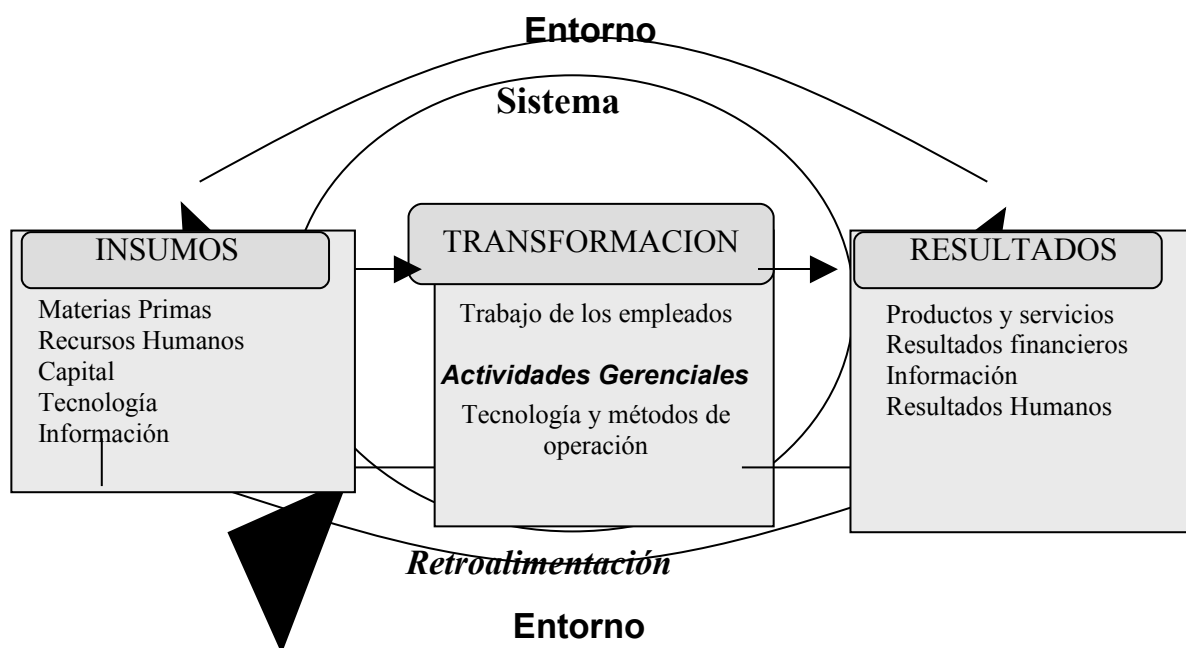 Entorno
Sistema
INSUMOS
Materias Primas
Recursos Humanos
Capital
Tecnología
Información
TRANSFORMACION
Trabajo de los empleados
Actividades Gerenciales
Tecnología y métodos de
operación
RESULTADOS
Productos y servicios
Resultados financieros
Información
Resultados Humanos
Retroalimentación
Entorno